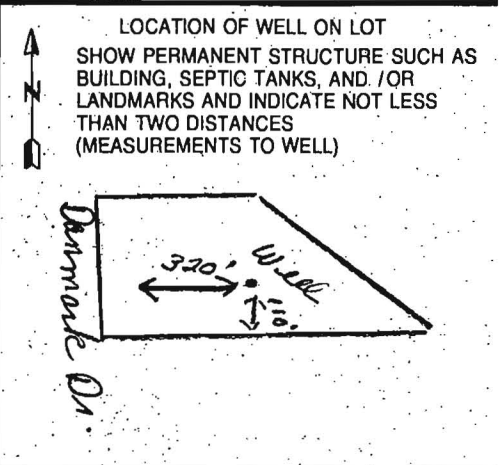 LOCATION OF WELL ON LOT
SHOW PERMANENT STRUCTURE SUCH AS
BUILDING, SEPTIC TANKS, AND /OR
LANDMARKS AND INDICATE NOT LESS
THAN TWO DISTANCES
(MEASUREMENTS TO WELL)
N
Danmark Dr.
320'
Well